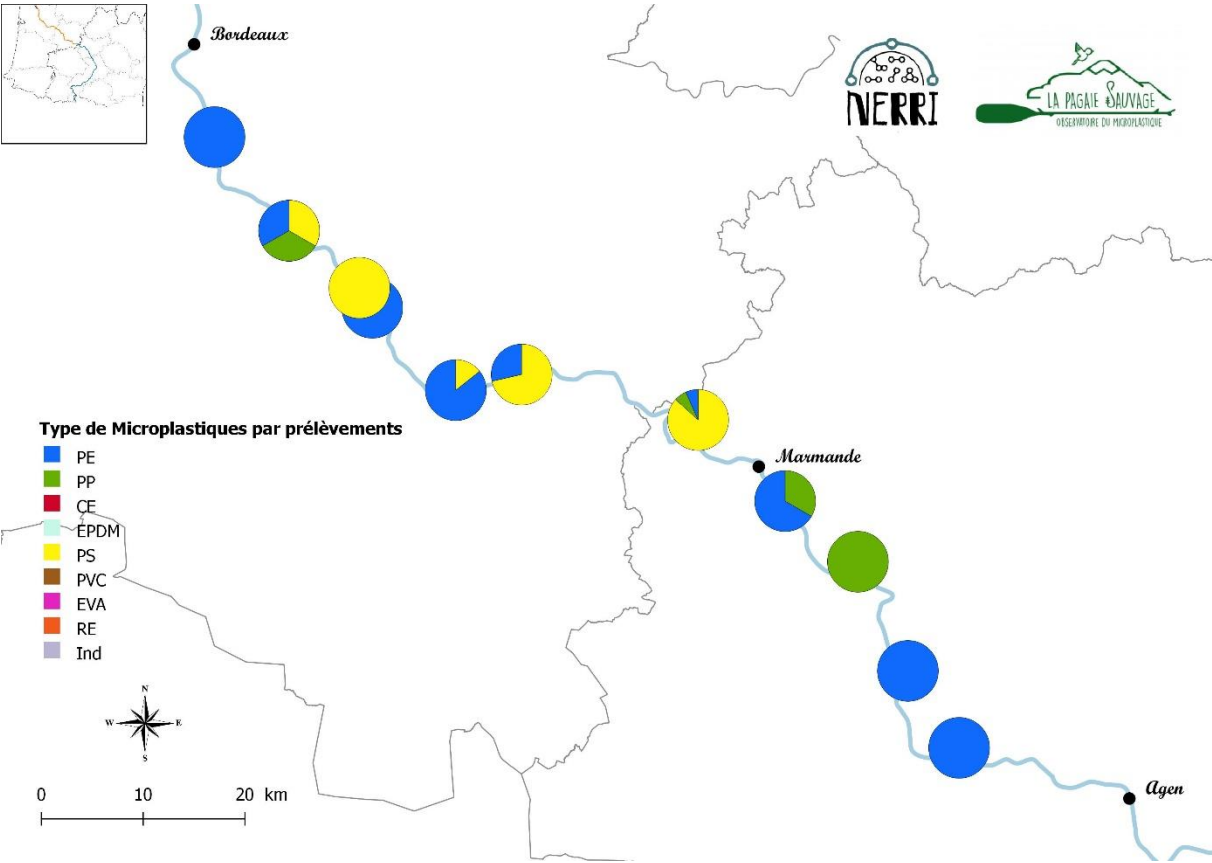 Bordeaux
NERRI
LA PAGAIE SAUVAGE
OBSERVATOIRE DU MICROPLASTIQUE
Type de Microplastiques par prélèvements
PE
PP
CE
EPDM
PS
PVC
EVA
RE
Ind
Marmande
N
W E
S
0 10 20 km
Agen